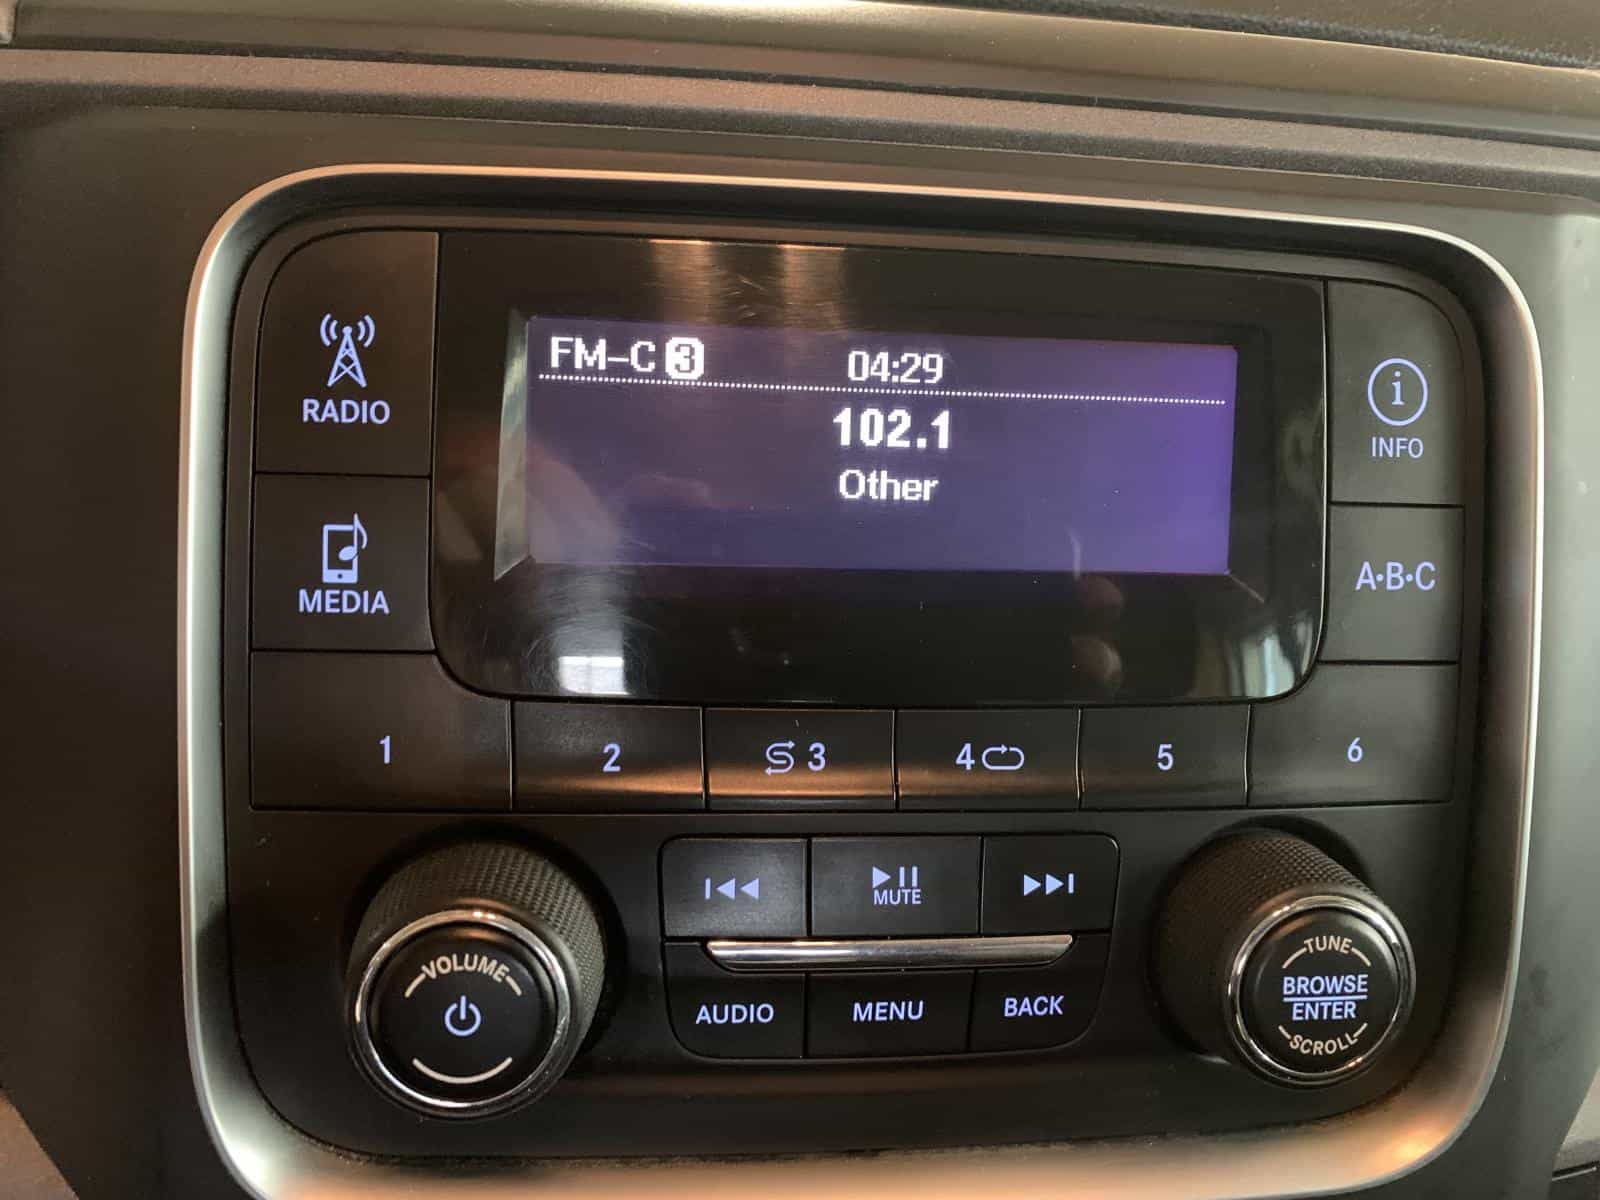 FM-C 3 04:29
102.1
Other
RADIO
MEDIA
i
INFO
A•B•C
1 2 3 4 5 6
VOLUME
MUTE
AUDIO MENU BACK
TUNE
BROWSE
ENTER
SCROLL